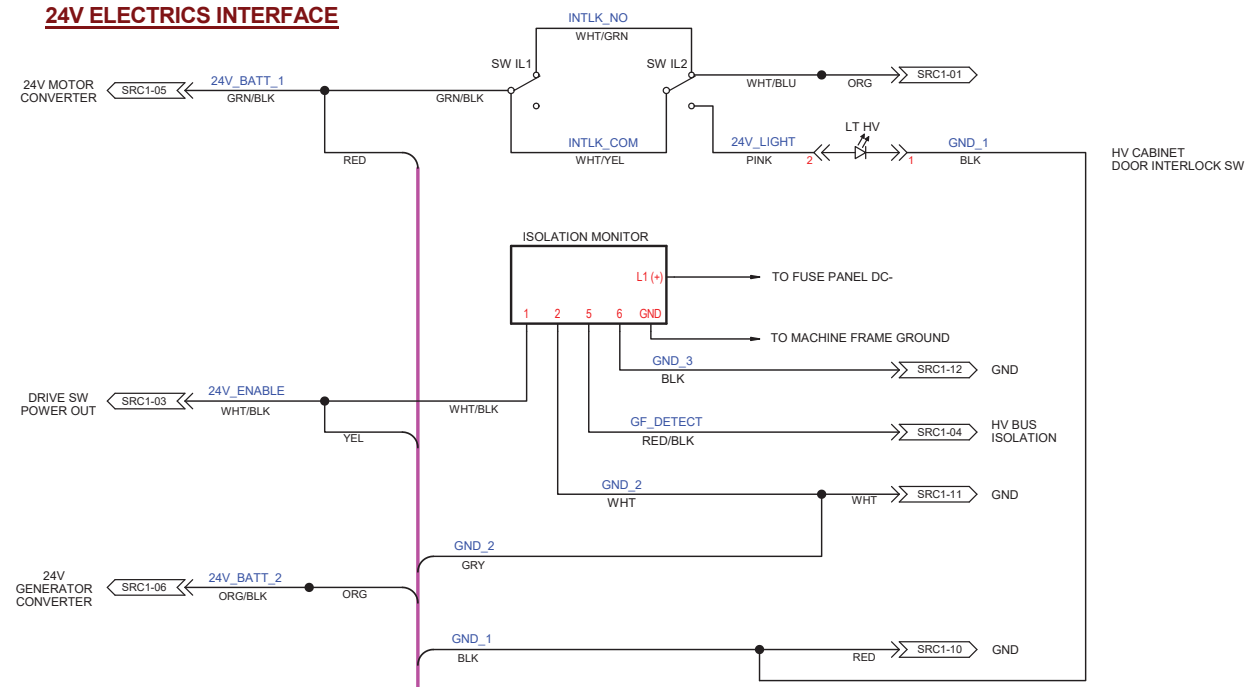 24V ELECTRICS INTERFACE
INTLK_NO
WHT/GRN
SW IL1
SW IL2
24V MOTOR
CONVERTER
SRC1-05
24V_BATT_1
GRN/BLK
GRN/BLK
WHT/BLU
ORG
SRC1-01
INTLK_COM
WHT/YEL
RED
24V_LIGHT
PINK
2
LT HV
1
GND_1
BLK
HV CABINET
DOOR INTERLOCK SW
ISOLATION MONITOR
L1 (+)
TO FUSE PANEL DC-
1 2 5 6 GND
TO MACHINE FRAME GROUND
GND_3
BLK
SRC1-12
GND
DRIVE SW
POWER OUT
SRC1-03
24V_ENABLE
WHT/BLK
WHT/BLK
YEL
GF_DETECT
RED/BLK
SRC1-04
HV BUS
ISOLATION
GND_2
WHT
WHT
SRC1-11
GND
GND_2
GRY
24V
GENERATOR
CONVERTER
SRC1-06
24V_BATT_2
ORG/BLK
ORG
GND_1
BLK
RED
SRC1-10
GND